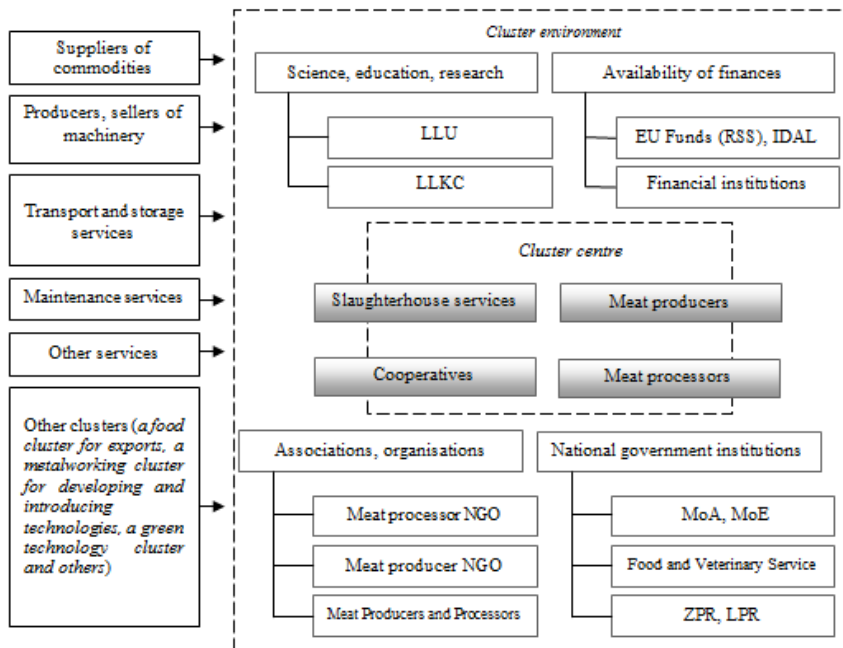 Suppliers of
commodities
Producers, sellers of
machinery
Transport and storage
services
Maintenance services
Other services
Other clusters (a food
cluster for exports, a
metalworking cluster
for developing and
introducing
technologies, a green
technology cluster
and others)
Cluster environment
Science, education, research
LLU
LLKC
Availability of finances
EU Funds (RSS), IDAL
Financial institutions
Cluster centre
Slaughterhouse services
Meat producers
Cooperatives
Meat processors
Associations, organisations
Meat processor NGO
Meat producer NGO
Meat Producers and Processors
National government institutions
MoA, MoE
Food and Veterinary Service
ZPR, LPR